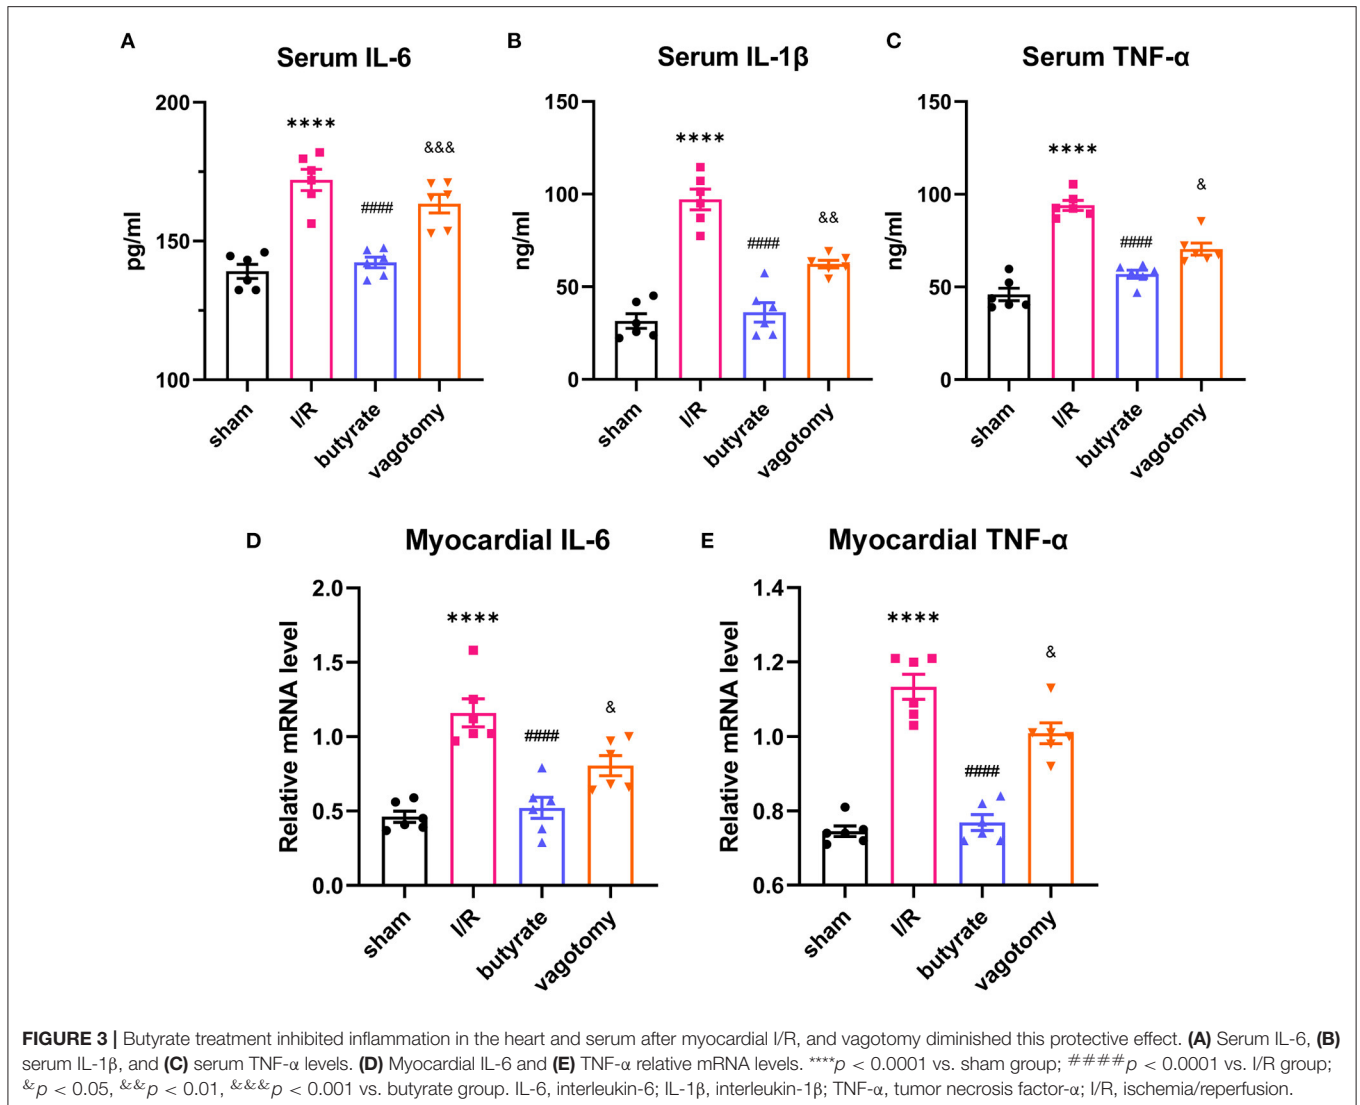 A
Serum IL-6
200
150
100
pg/ml
****
####
&&&
sham
I/R
butyrate
vagotomy
B
Serum IL-1β
150
100
50
0
ng/ml
****
####
&&
sham
I/R
butyrate
vagotomy
C
Serum TNF-α
150
100
50
0
ng/ml
****
####
&
sham
I/R
butyrate
vagotomy
D
Myocardial IL-6
2.0
1.5
1.0
0.5
0.0
Relative mRNA level
****
####
&
sham
I/R
butyrate
vagotomy
E
Myocardial TNF-α
1.4
1.2
1.0
0.8
0.6
Relative mRNA level
****
####
&
sham
I/R
butyrate
vagotomy
FIGURE 3 | Butyrate treatment inhibited inflammation in the heart and serum after myocardial I/R, and vagotomy diminished this protective effect. (A) Serum IL-6, (B)
serum IL-1β, and (C) serum TNF-α levels. (D) Myocardial IL-6 and (E) TNF-α relative mRNA levels. ****p < 0.0001 vs. sham group; ####p < 0.0001 vs. I/R group;
&p < 0.05, &&p < 0.01, &&&p < 0.001 vs. butyrate group. IL-6, interleukin-6; IL-1β, interleukin-1β; TNF-α, tumor necrosis factor-α; I/R, ischemia/reperfusion.